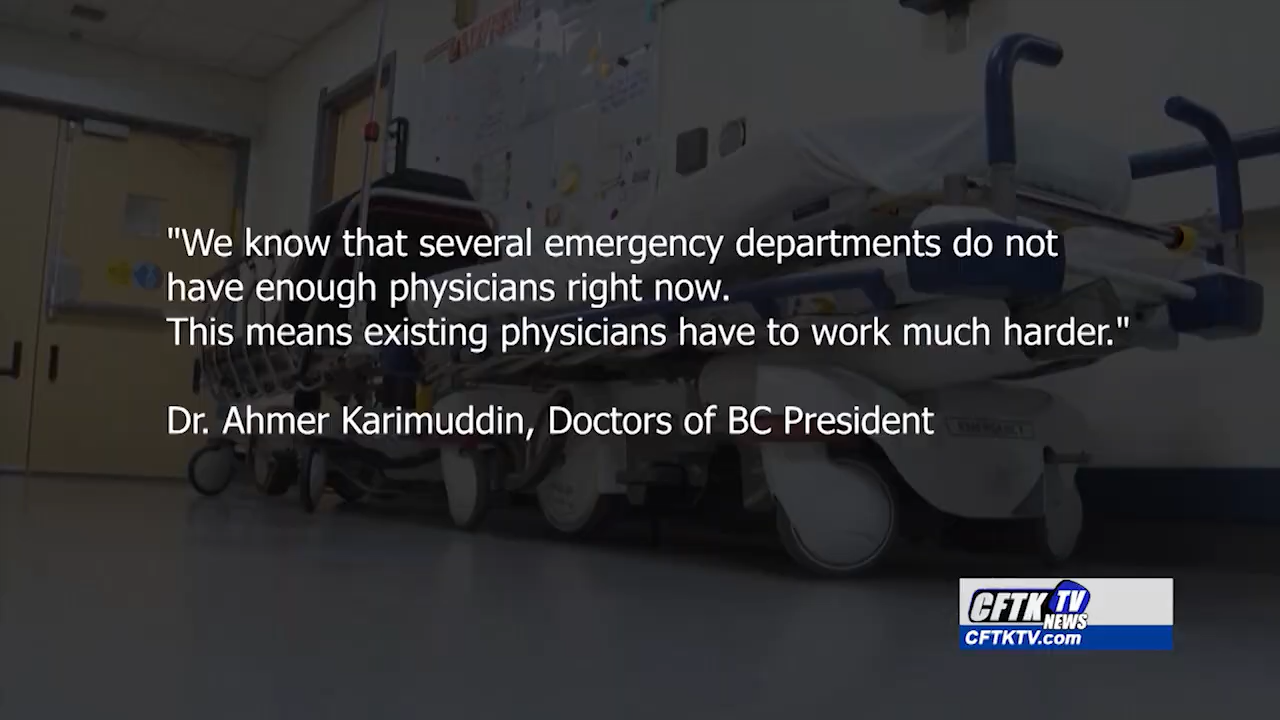 "We know that several emergency departments do not
have enough physicians right now.
This means existing physicians have to work much harder."
Dr. Ahmer Karimuddin, Doctors of BC President
EMERGENCY
CFTK TV
NEWS
CFTKTV.com